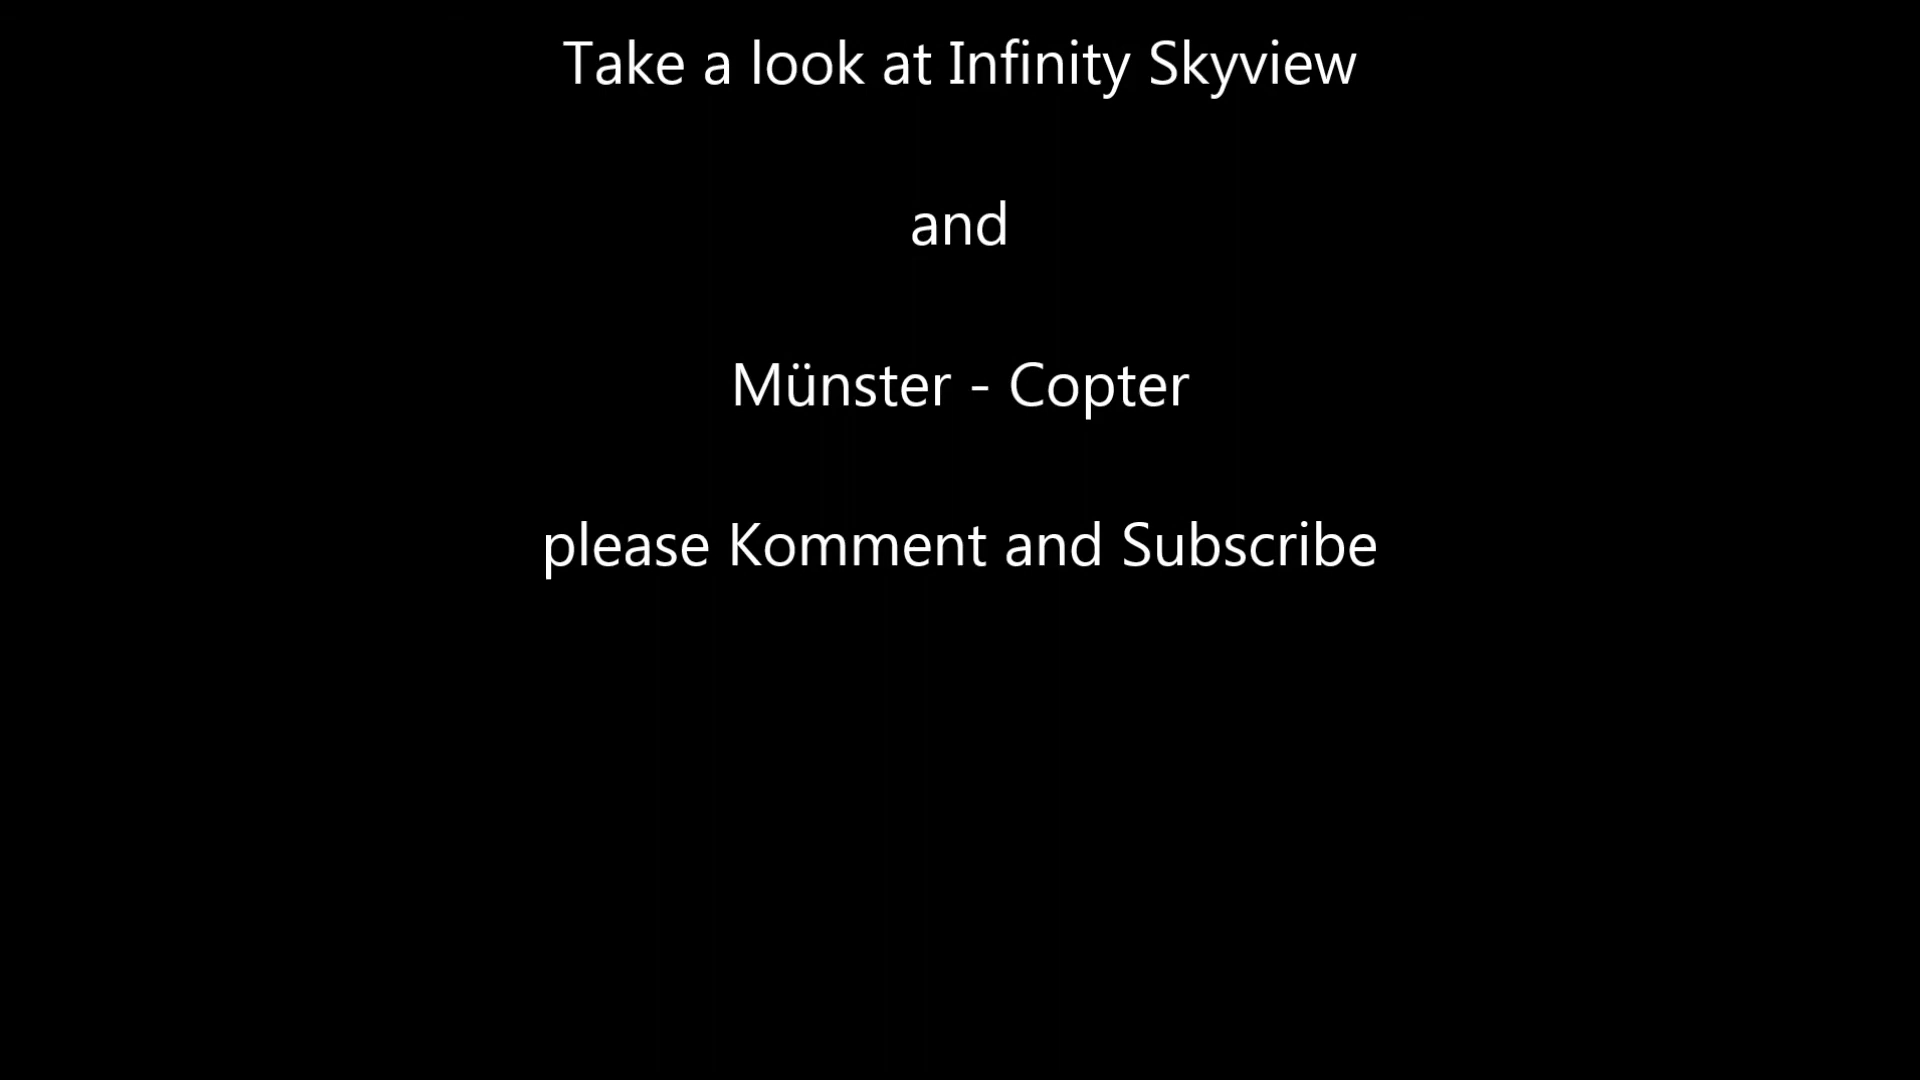 Take a look at Infinity Skyview
and
Münster - Copter
please Komment and Subscribe